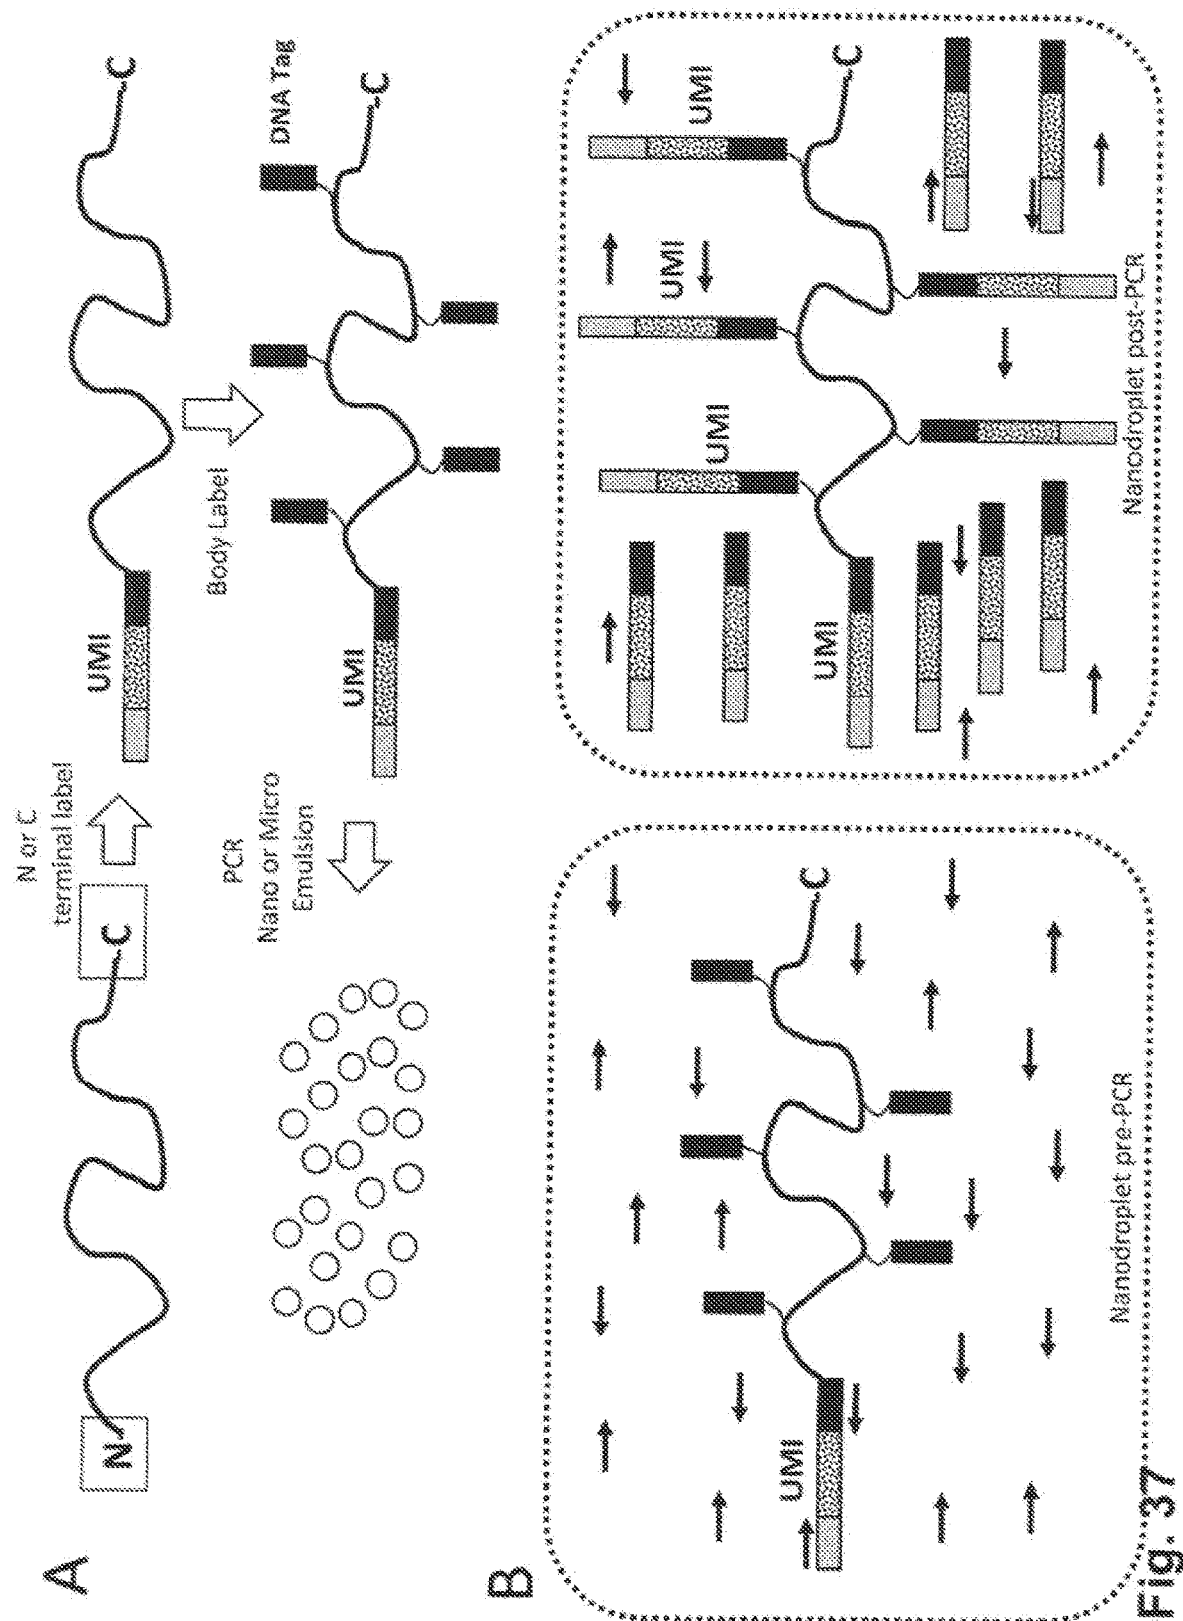 A
N
C
N or C
terminal label
UMI
C
Body Label
DNA Tag
UMI
C
PCR
Nano or Micro
Emulsion
B
UMI
C
Nanodroplet pre-PCR
UMI
UMI
UMI
UMI
C
Nanodroplet post-PCR
Fig. 37